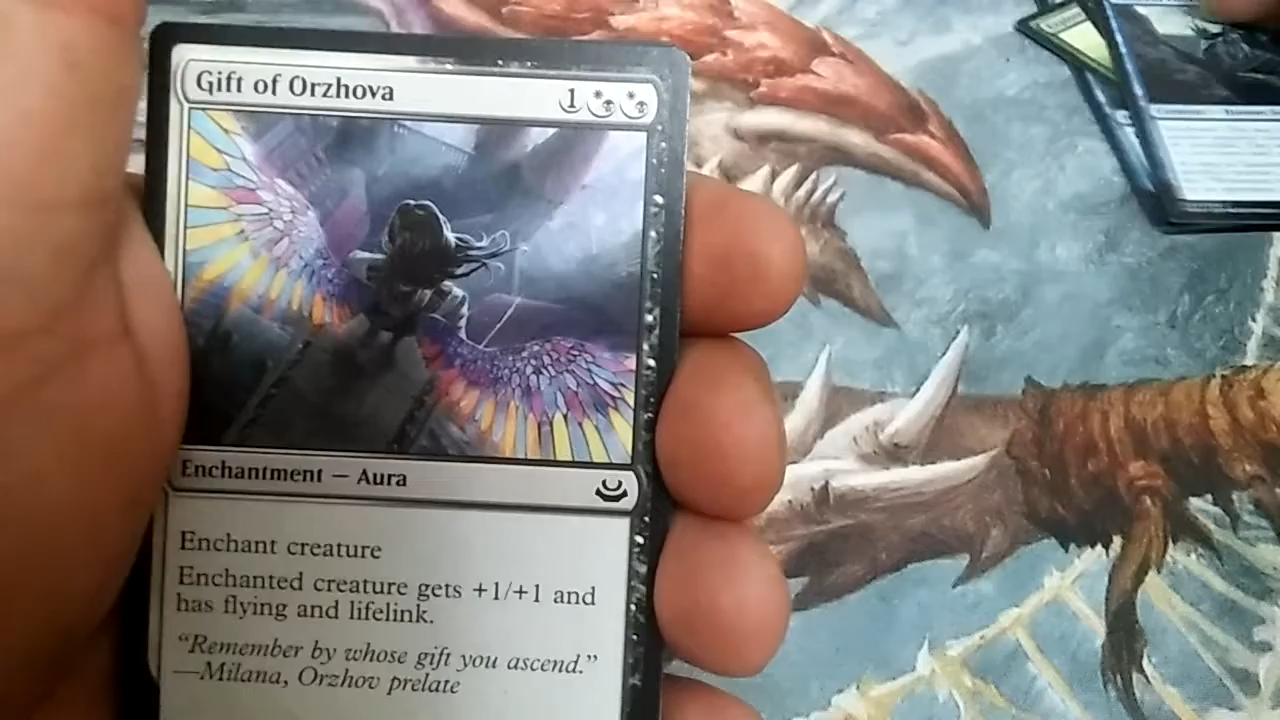 Gift of Orzhova 1
Enchantment — Aura
Enchant creature
Enchanted creature gets +1/+1 and
has flying and lifelink.
“Remember by whose gift you ascend.”
—Milana, Orzhov prelate